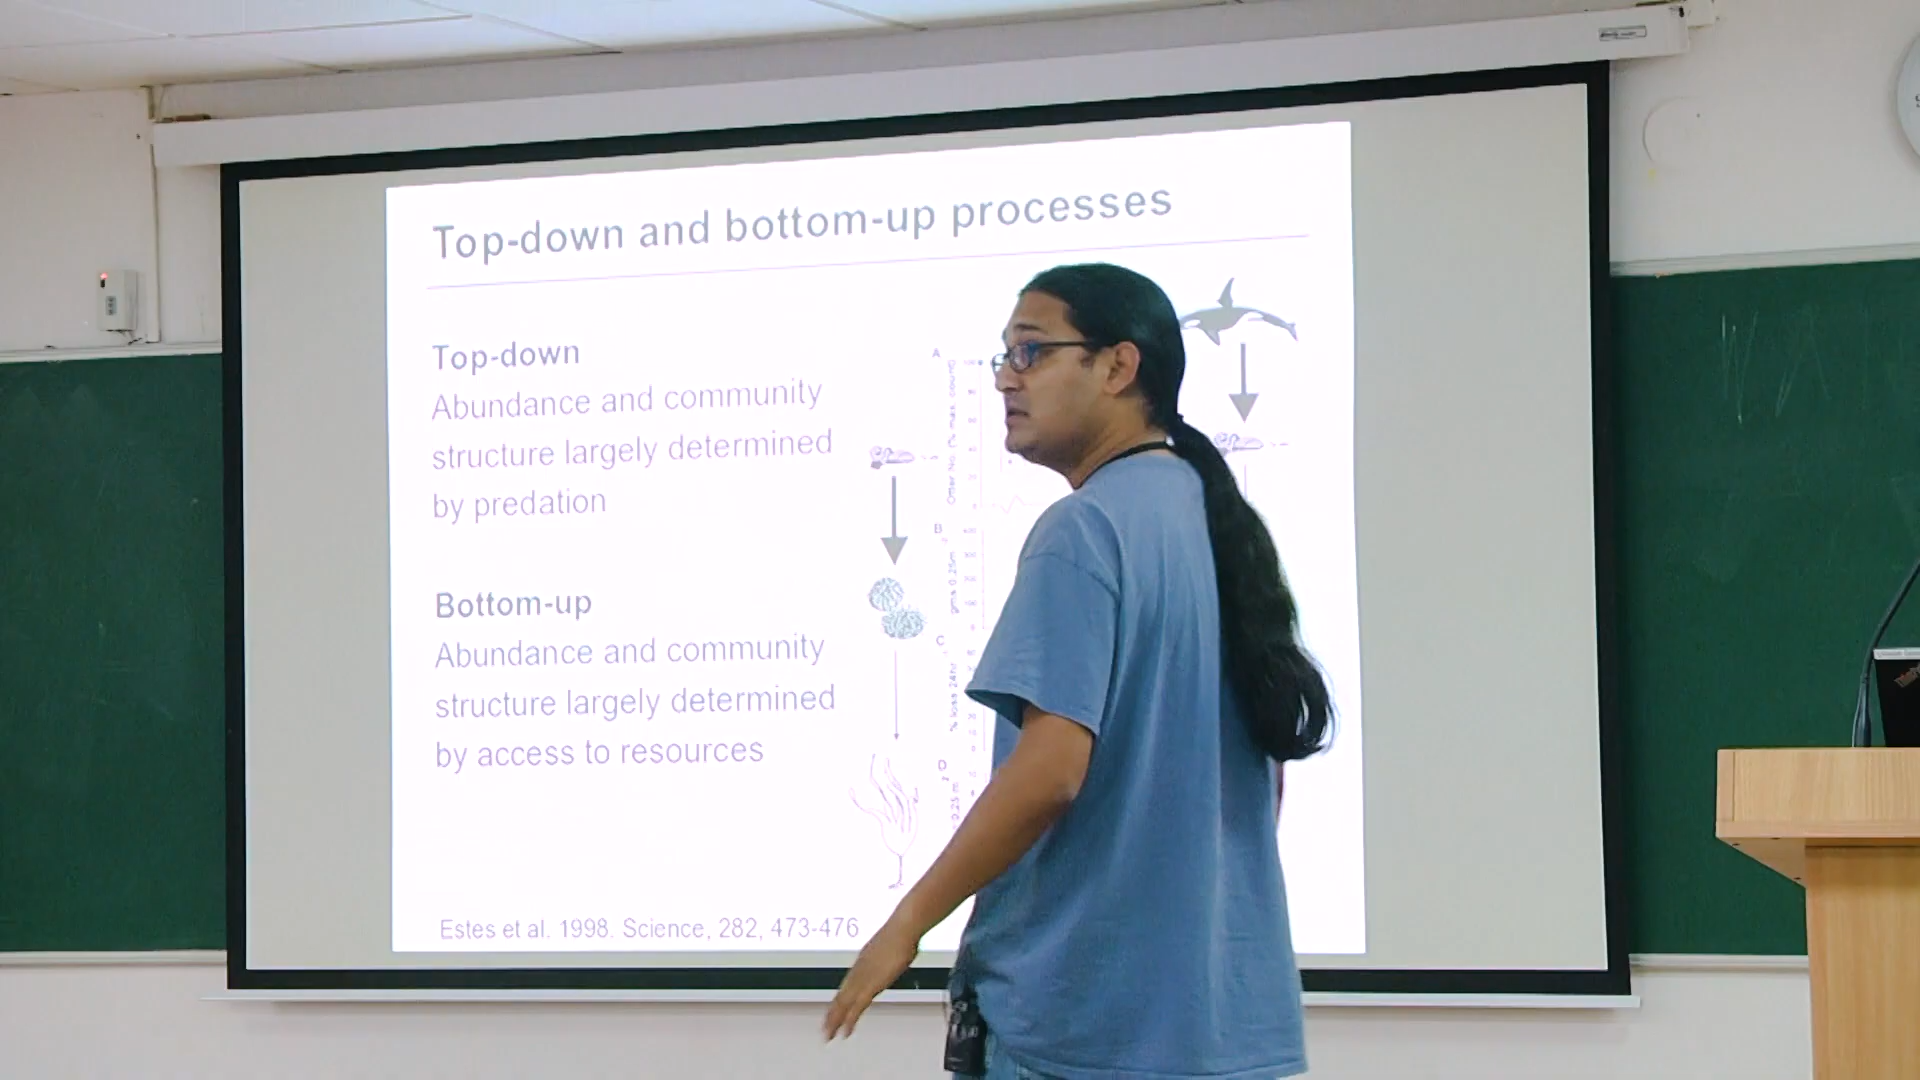 Top-down and bottom-up processes
Top-down
Abundance and community
structure largely determined
by predation
Bottom-up
Abundance and community
structure largely determined
by access to resources
A
B
C
D
Estes et al. 1998. Science, 282, 473-476